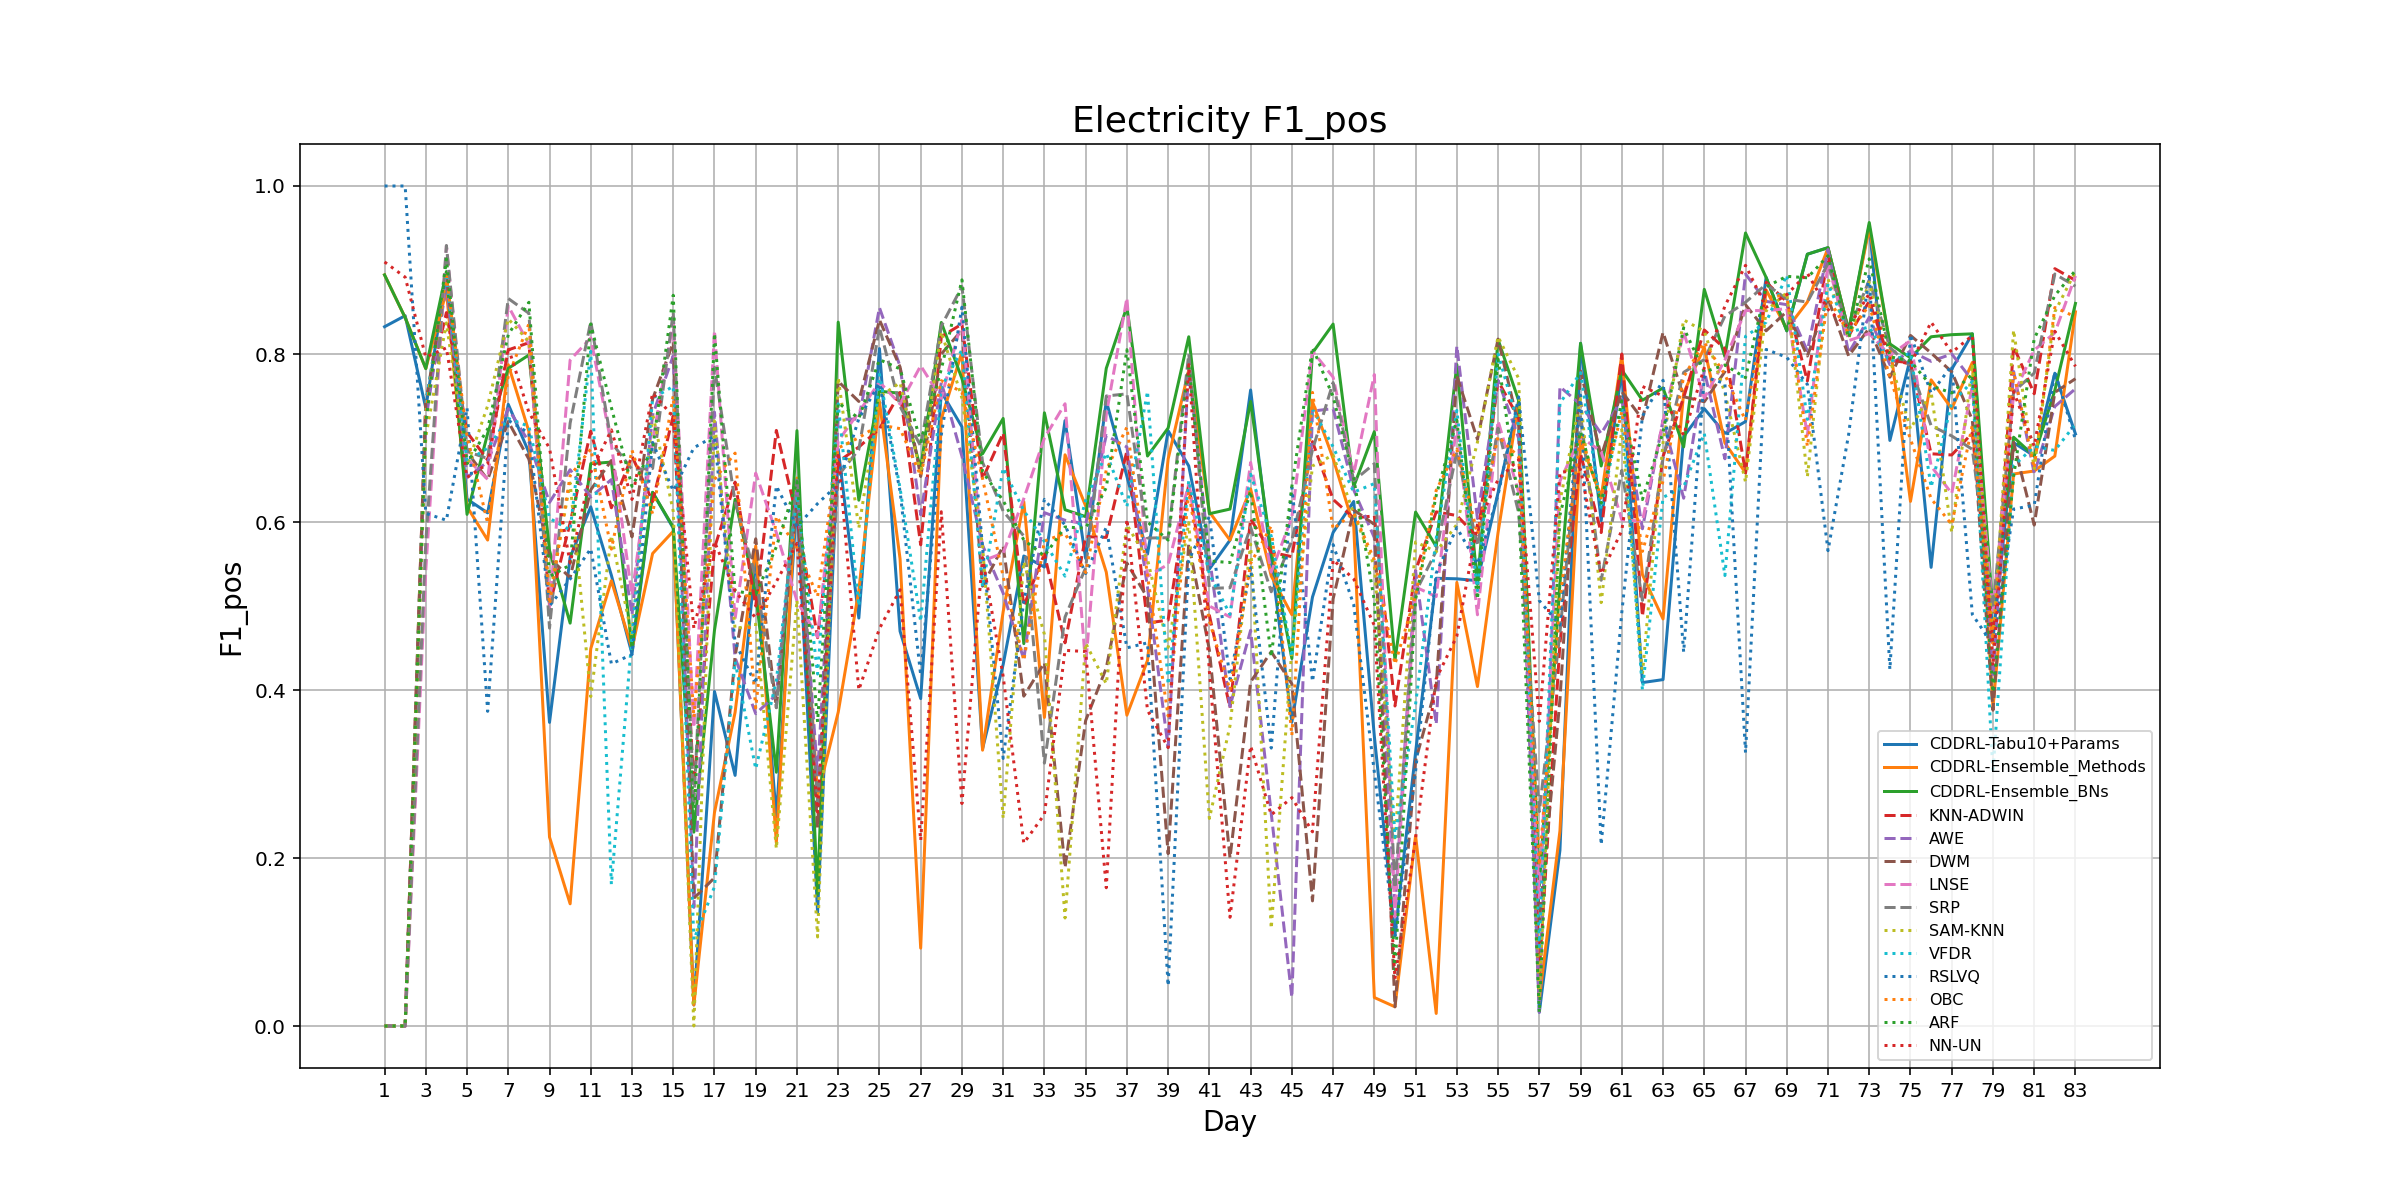 Electricity F1_pos
1.0
0.8
0.6
0.4
0.2
0.0
F1_pos
1 3 5 7 9 11 13 15 17 19 21 23 25 27 29 31 33 35 37 39 41 43 45 47 49 51 53 55 57 59 61 63 65 67 69 71 73 75 77 79 81 83
Day
CDDRL-Tabu10+Params
CDDRL-Ensemble_Methods
CDDRL-Ensemble_BNs
KNN-ADWIN
AWE
DWM
LNSE
SRP
SAM-KNN
VFDR
RSLVQ
OBC
ARF
NN-UN